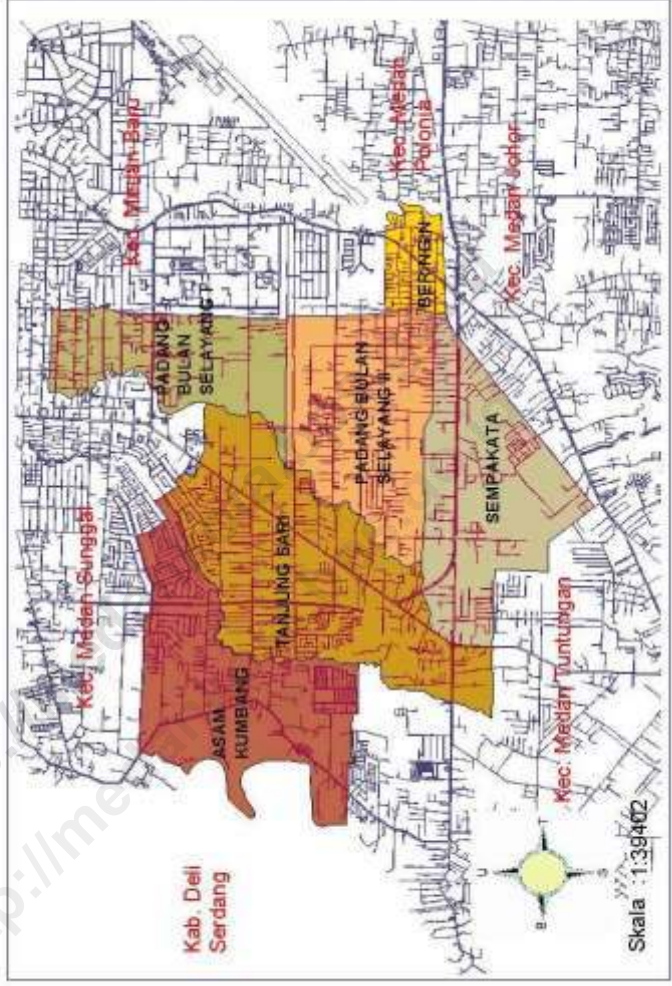 Kec. Medan Baru
Kec. Medan
Polonia
Kec. Medan Sunggal
PADANG
BULAN
SELAYANG I
BERINGIN
Kec. Medan Johor
PADANG BULAN
SELAYANG II
TANJUNG SARI
SEMPAKATA
ASAM
KUMBANG
Kab. Deli
Serdang
Kec. Medan Tuntungan
U
B
T
S
Skala : 1:39402